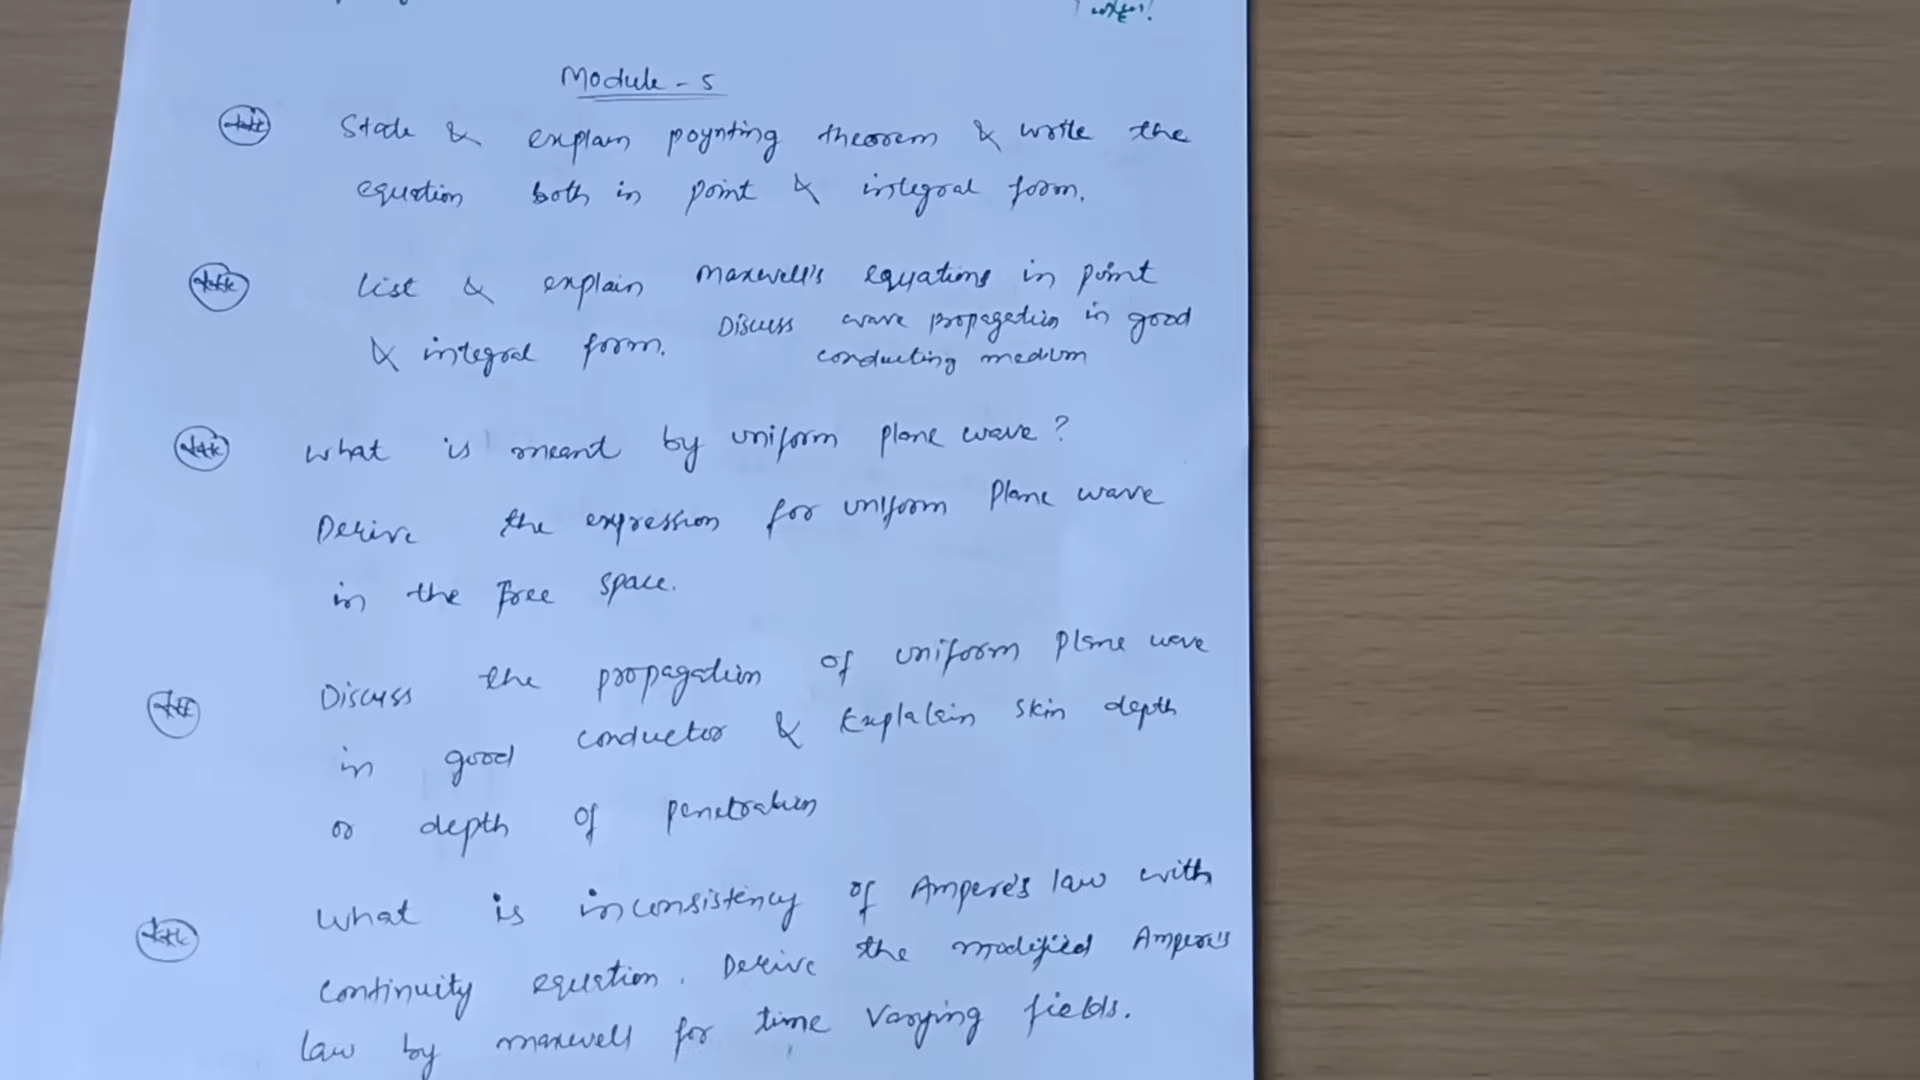 Module - 5
State & explain poynting theorem & write the
equation both in point & integral form.
List & explain maxwell's equations in point
& integral form. Discuss wave propagation in good
conducting medium
What is meant by uniform plane wave?
Derive the expression for uniform plane wave
in the Free space.
Discuss the propagation of uniform plane wave
in good conductor & Explain skin depth
or depth of penetration
What is inconsistency of Ampere's law with
continuity equation. Derive the modified Ampere's
law by maxwell for time varying fields.